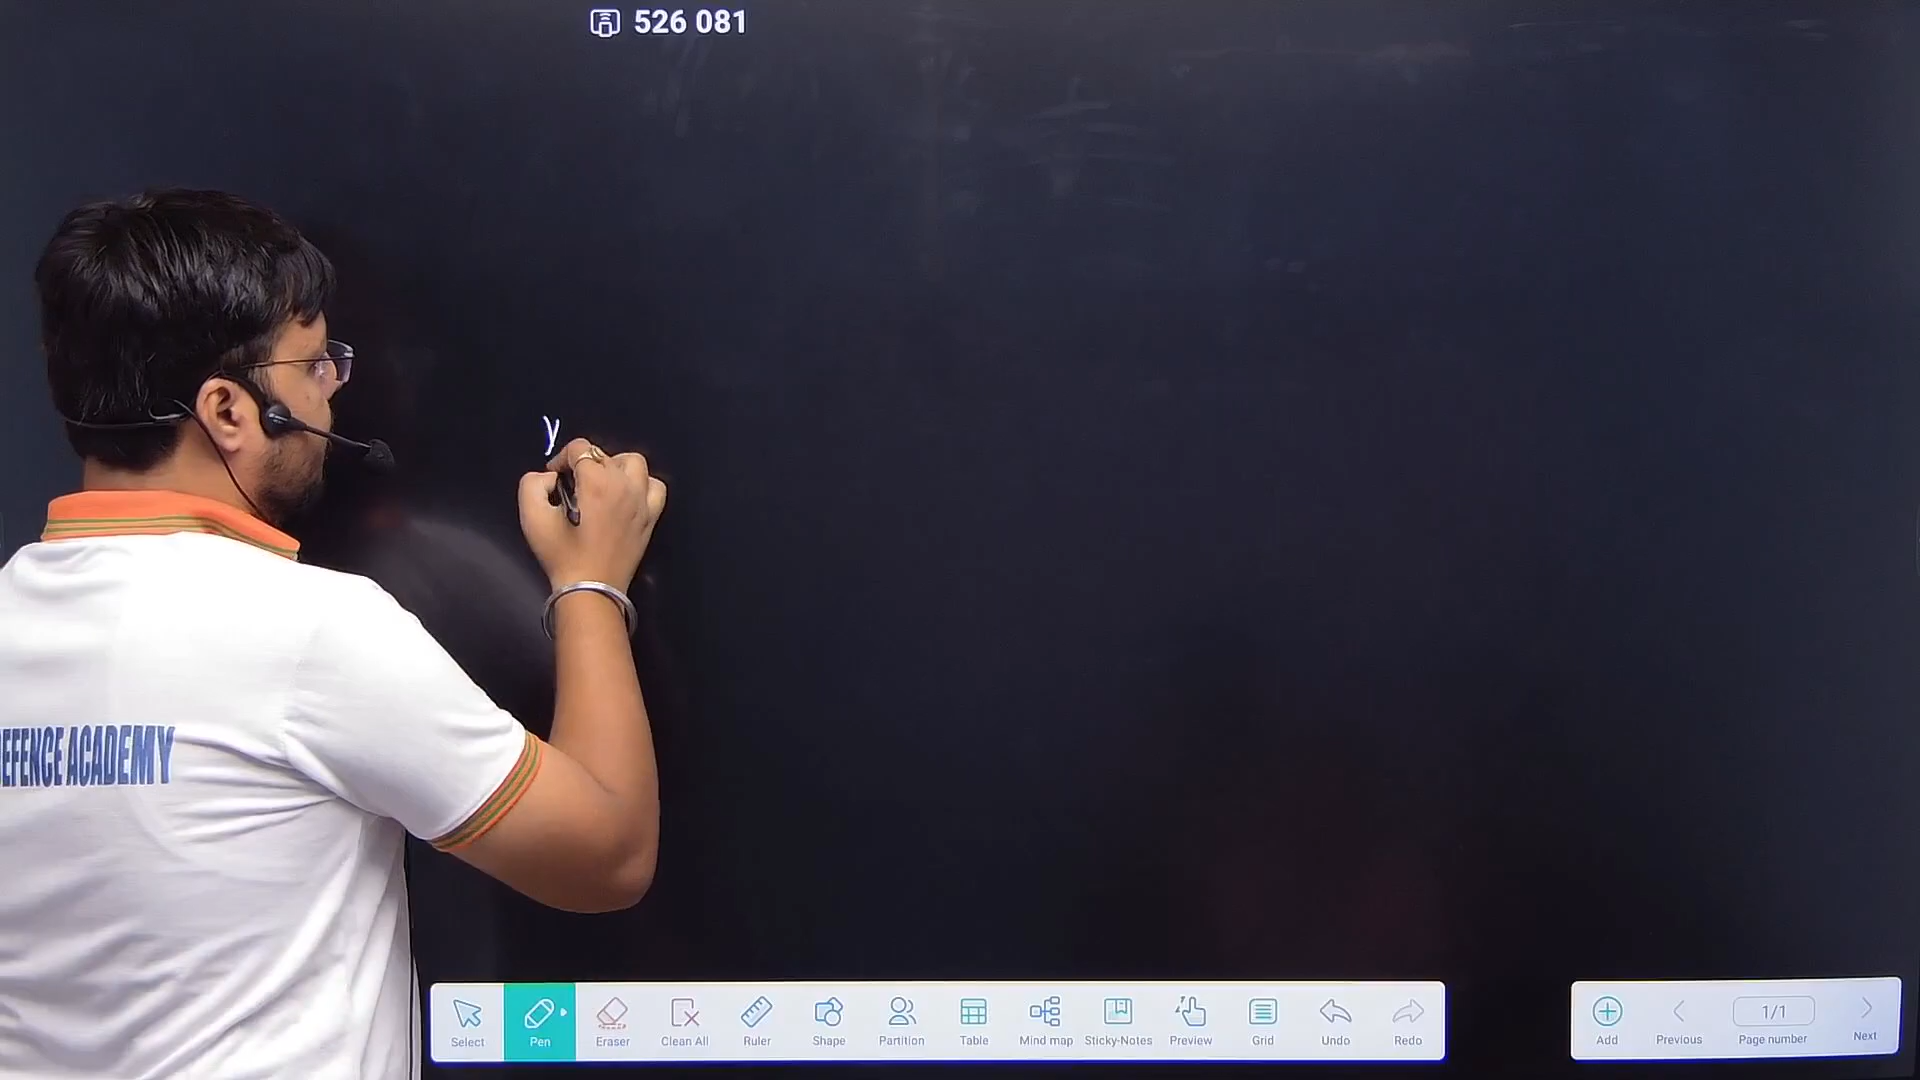 526 081
y
DEFENCE ACADEMY
Select
Pen
Eraser
Clean All
Ruler
Shape
Partition
Table
Mind map
Sticky-Notes
Preview
Grid
Undo
Redo
Add
Previous
1/1
Page number
Next